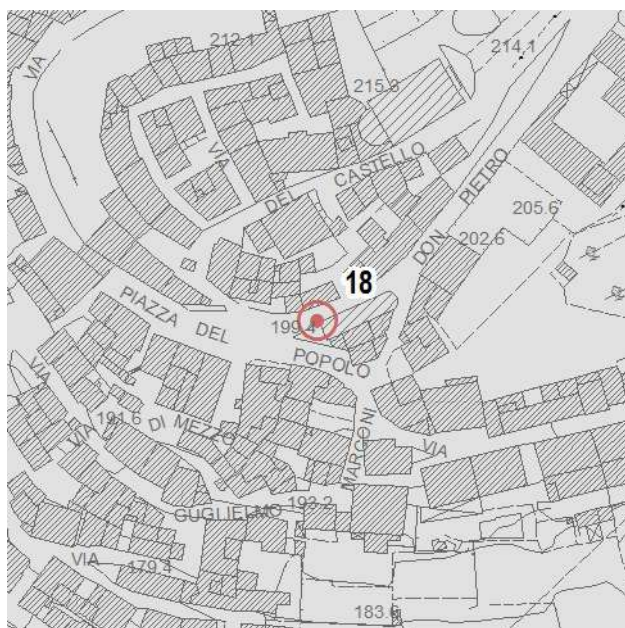 212.1
214.1
VIA
215.3
VIA
DEL CASTELLO
DON PIETRO
205.6
202.6
18
PIAZZA DEL POPOLO
199.4
VIA
191.6
VIA DI MEZZO
MARCONI
VIA
193.2
GUGLIELMO
VIA
179.4
183.6